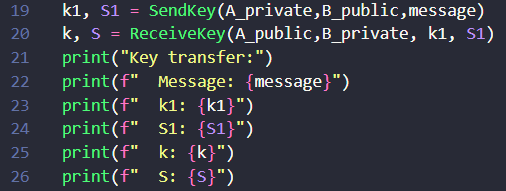 19 k1, S1 = SendKey(A_private,B_public,message)
20 k, S = ReceiveKey(A_public,B_private, k1, S1)
21 print("Key transfer:")
22 print(f"  Message: {message}")
23 print(f"  k1: {k1}")
24 print(f"  S1: {S1}")
25 print(f"  k: {k}")
26 print(f"  S: {S}")